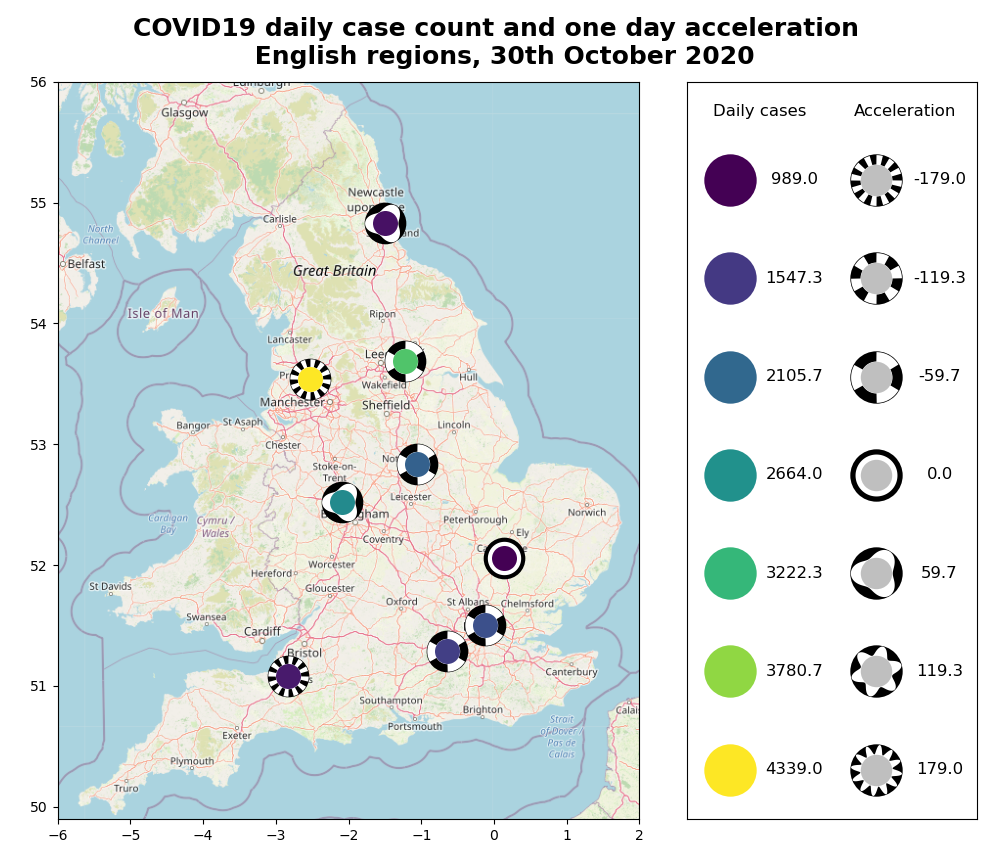 COVID19 daily case count and one day acceleration
English regions, 30th October 2020
56
55
54
53
52
51
50
−6
−5
−4
−3
−2
−1
0
1
2
Edinburgh
Glasgow
Newcastle
North
Channel
Carlisle
Belfast
Great Britain
Isle of Man
Ripon
Lancaster
Lee
Wakefield
Hull
Manchester
Sheffield
Bangor
St Asaph
Lincoln
Chester
Stoke-on-
Trent
Leicester
Norwich
Cardigan
Bay
Cymru /
Wales
Peterborough
Ely
Coventry
Worcester
Hereford
St Davids
Gloucester
Oxford
St Albans
Chelmsford
Swansea
Cardiff
Bristol
Canterbury
Southampton
Brighton
Portsmouth
Strait
of Dover /
Pas de
Calais
Calais
Exeter
Plymouth
Truro
Daily cases Acceleration
989.0 -179.0
1547.3 -119.3
2105.7 -59.7
2664.0 0.0
3222.3 59.7
3780.7 119.3
4339.0 179.0